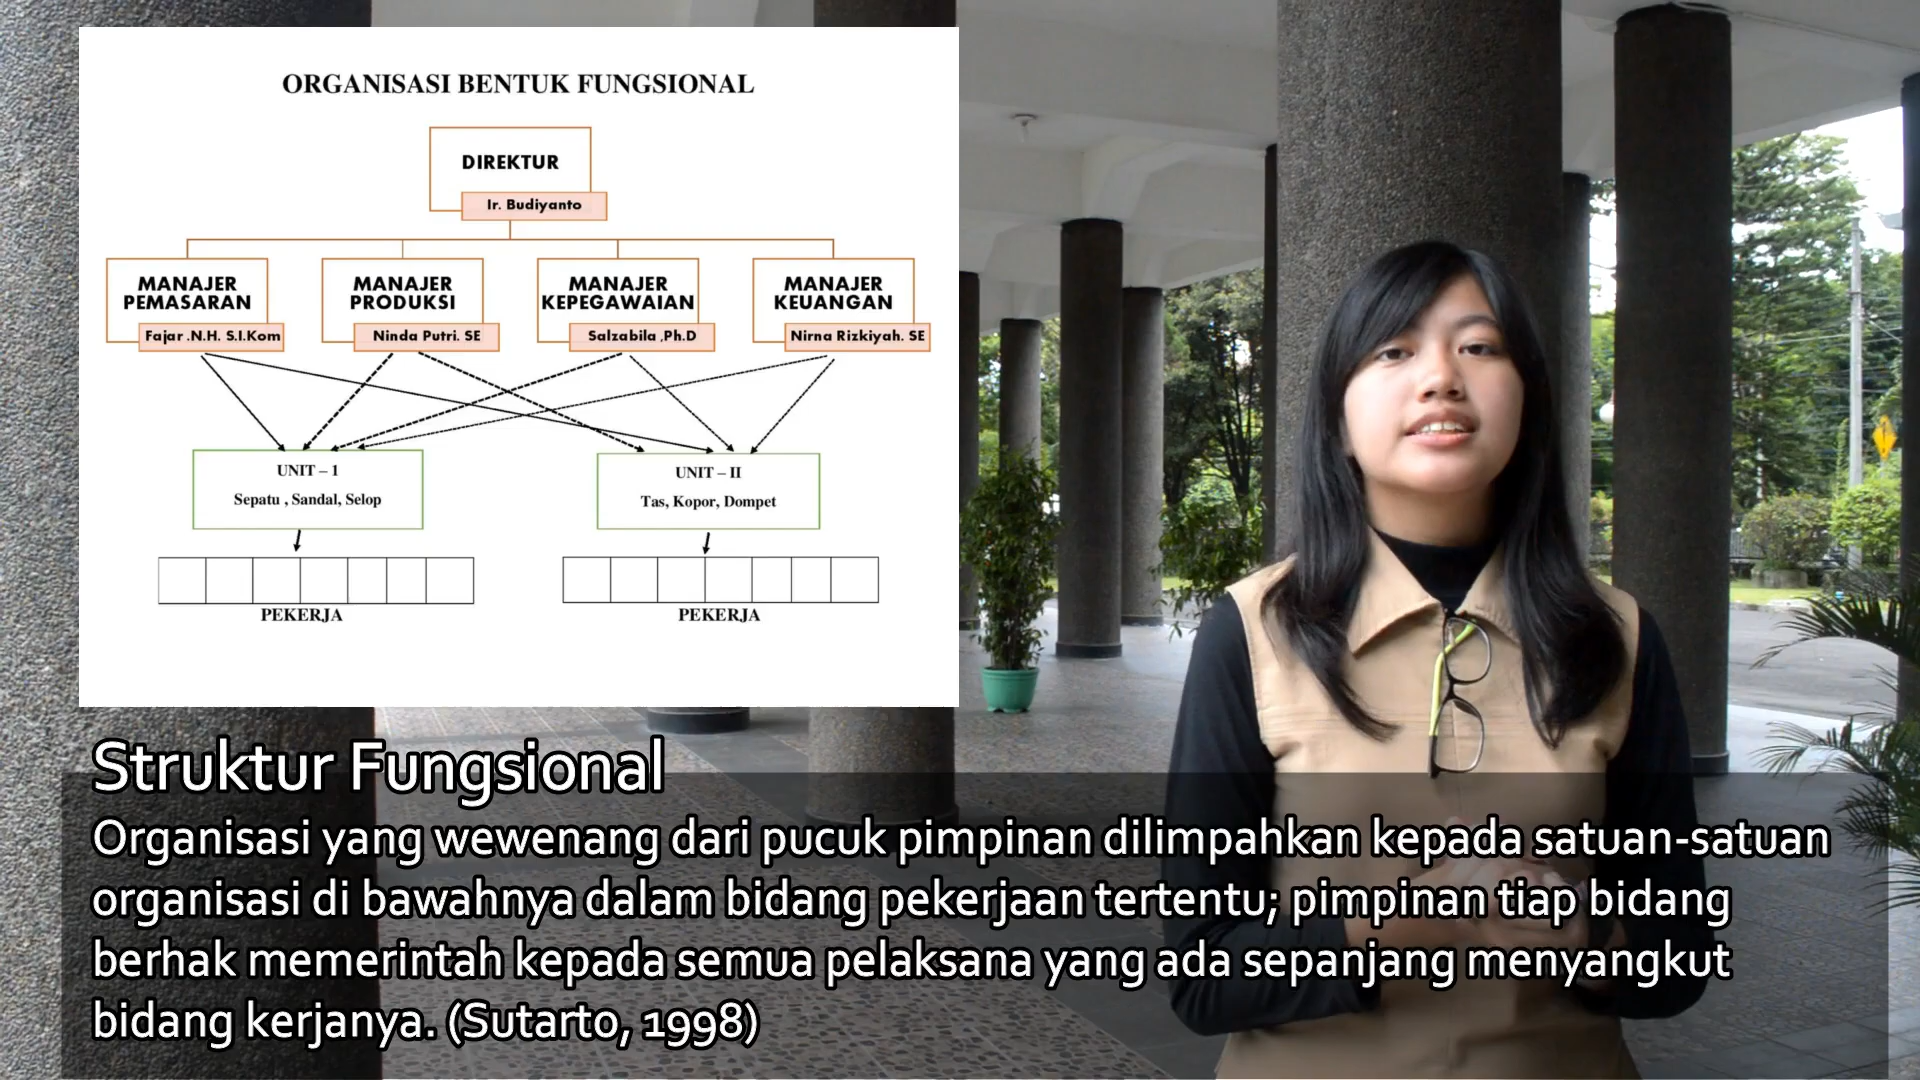 ORGANISASI BENTUK FUNGSIONAL
DIREKTUR
Ir. Budiyanto
MANAJER
PEMASARAN
Fajar .N.H. S.I.Kom
MANAJER
PRODUKSI
Ninda Putri. SE
MANAJER
KEPEGAWAIAN
Salzabila ,Ph.D
MANAJER
KEUANGAN
Nirna Rizkiyah. SE
UNIT – 1
Sepatu , Sandal, Selop
UNIT – II
Tas, Kopor, Dompet
PEKERJA
PEKERJA
Struktur Fungsional
Organisasi yang wewenang dari pucuk pimpinan dilimpahkan kepada satuan-satuan
organisasi di bawahnya dalam bidang pekerjaan tertentu; pimpinan tiap bidang
berhak memerintah kepada semua pelaksana yang ada sepanjang menyangkut
bidang kerjanya. (Sutarto, 1998)